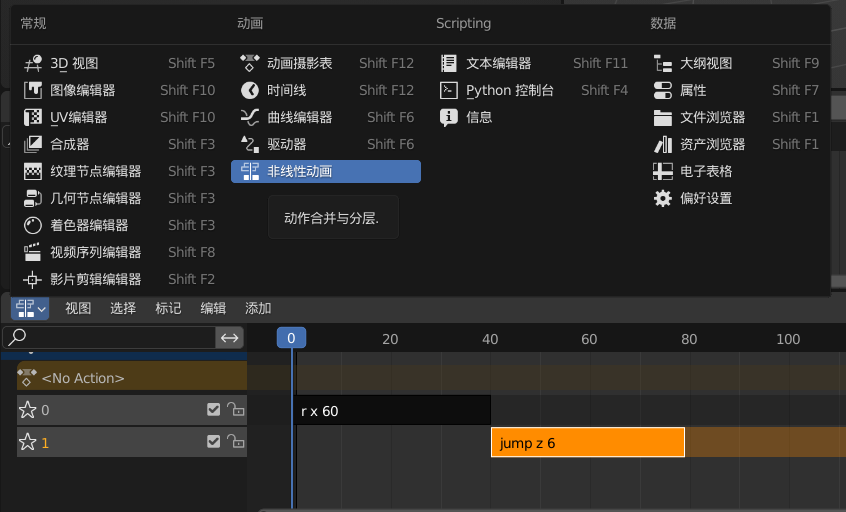 常规 动画 Scripting 数据
3D 视图 Shift F5 动画摄影表 Shift F12 文本编辑器 Shift F11 大纲视图 Shift F9
图像编辑器 Shift F10 时间线 Shift F12 Python 控制台 Shift F4 属性 Shift F7
UV编辑器 Shift F10 曲线编辑器 Shift F6 信息 文件浏览器 Shift F1
合成器 Shift F3 驱动器 Shift F6 资产浏览器 Shift F1
纹理节点编辑器 Shift F3 非线性动画 电子表格
几何节点编辑器 Shift F3 偏好设置
着色器编辑器 Shift F3 动作合并与分层.
视频序列编辑器 Shift F8
影片剪辑编辑器 Shift F2
视图 选择 标记 编辑 添加
0 20 40 60 80 100
<No Action>
0 r x 60
1 jump z 6